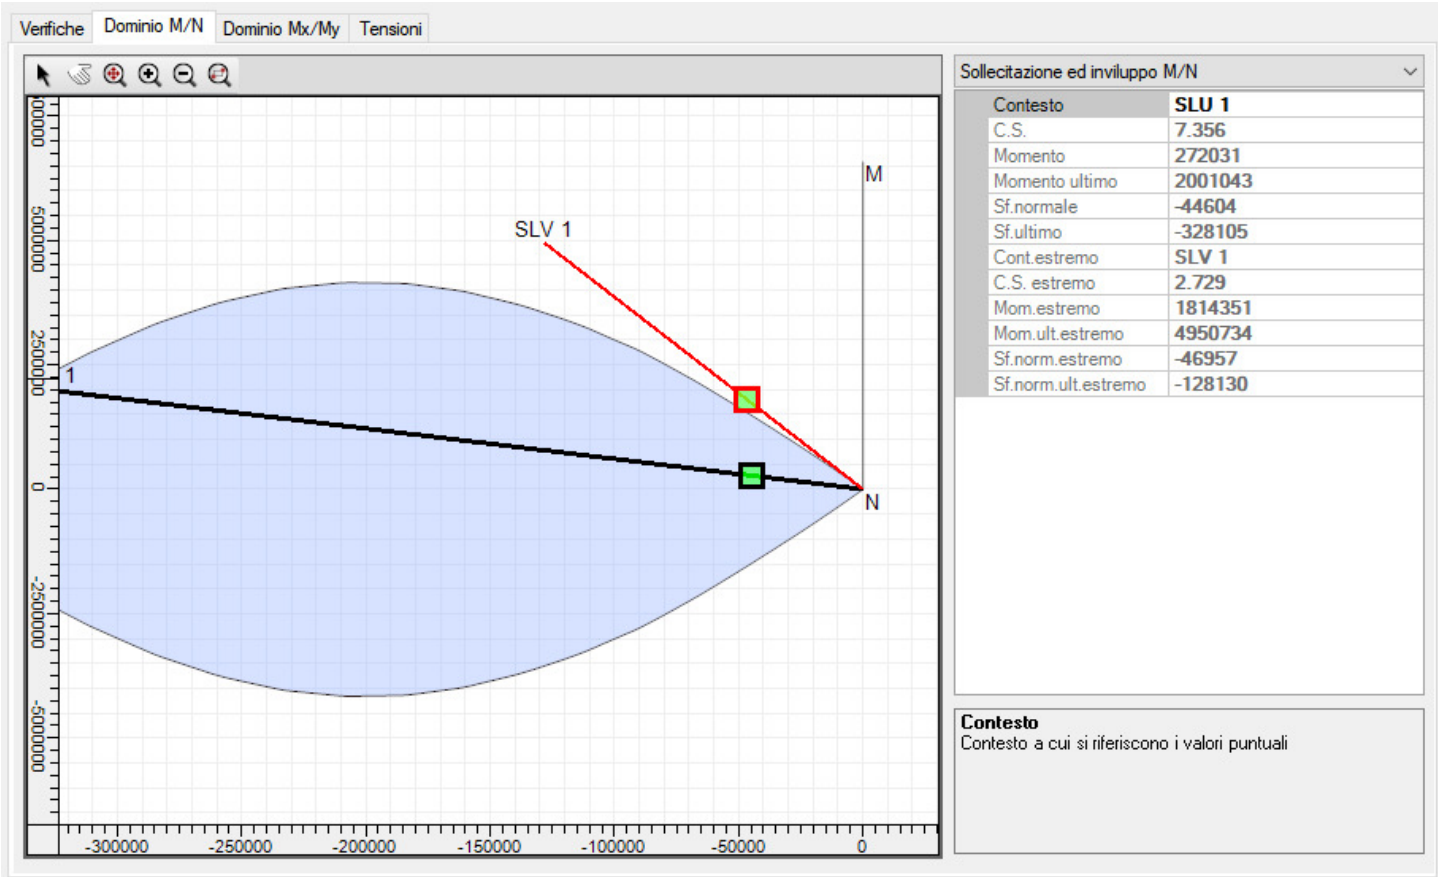 Verifiche Dominio M/N Dominio Mx/My Tensioni
Sollecitazione ed inviluppo M/N
Contesto SLU 1
C.S. 7.356
Momento 272031
Momento ultimo 2001043
Sf.normale -44604
Sf.ultimo -328105
Cont.estremo SLV 1
C.S. estremo 2.729
Mom.estremo 1814351
Mom.ult.estremo 4950734
Sf.norm.estremo -46957
Sf.norm.ult.estremo -128130
M
SLV 1
1
N
5000000
2500000
0
-2500000
-5000000
-300000 -250000 -200000 -150000 -100000 -50000 0
Contesto
Contesto a cui si riferiscono i valori puntuali